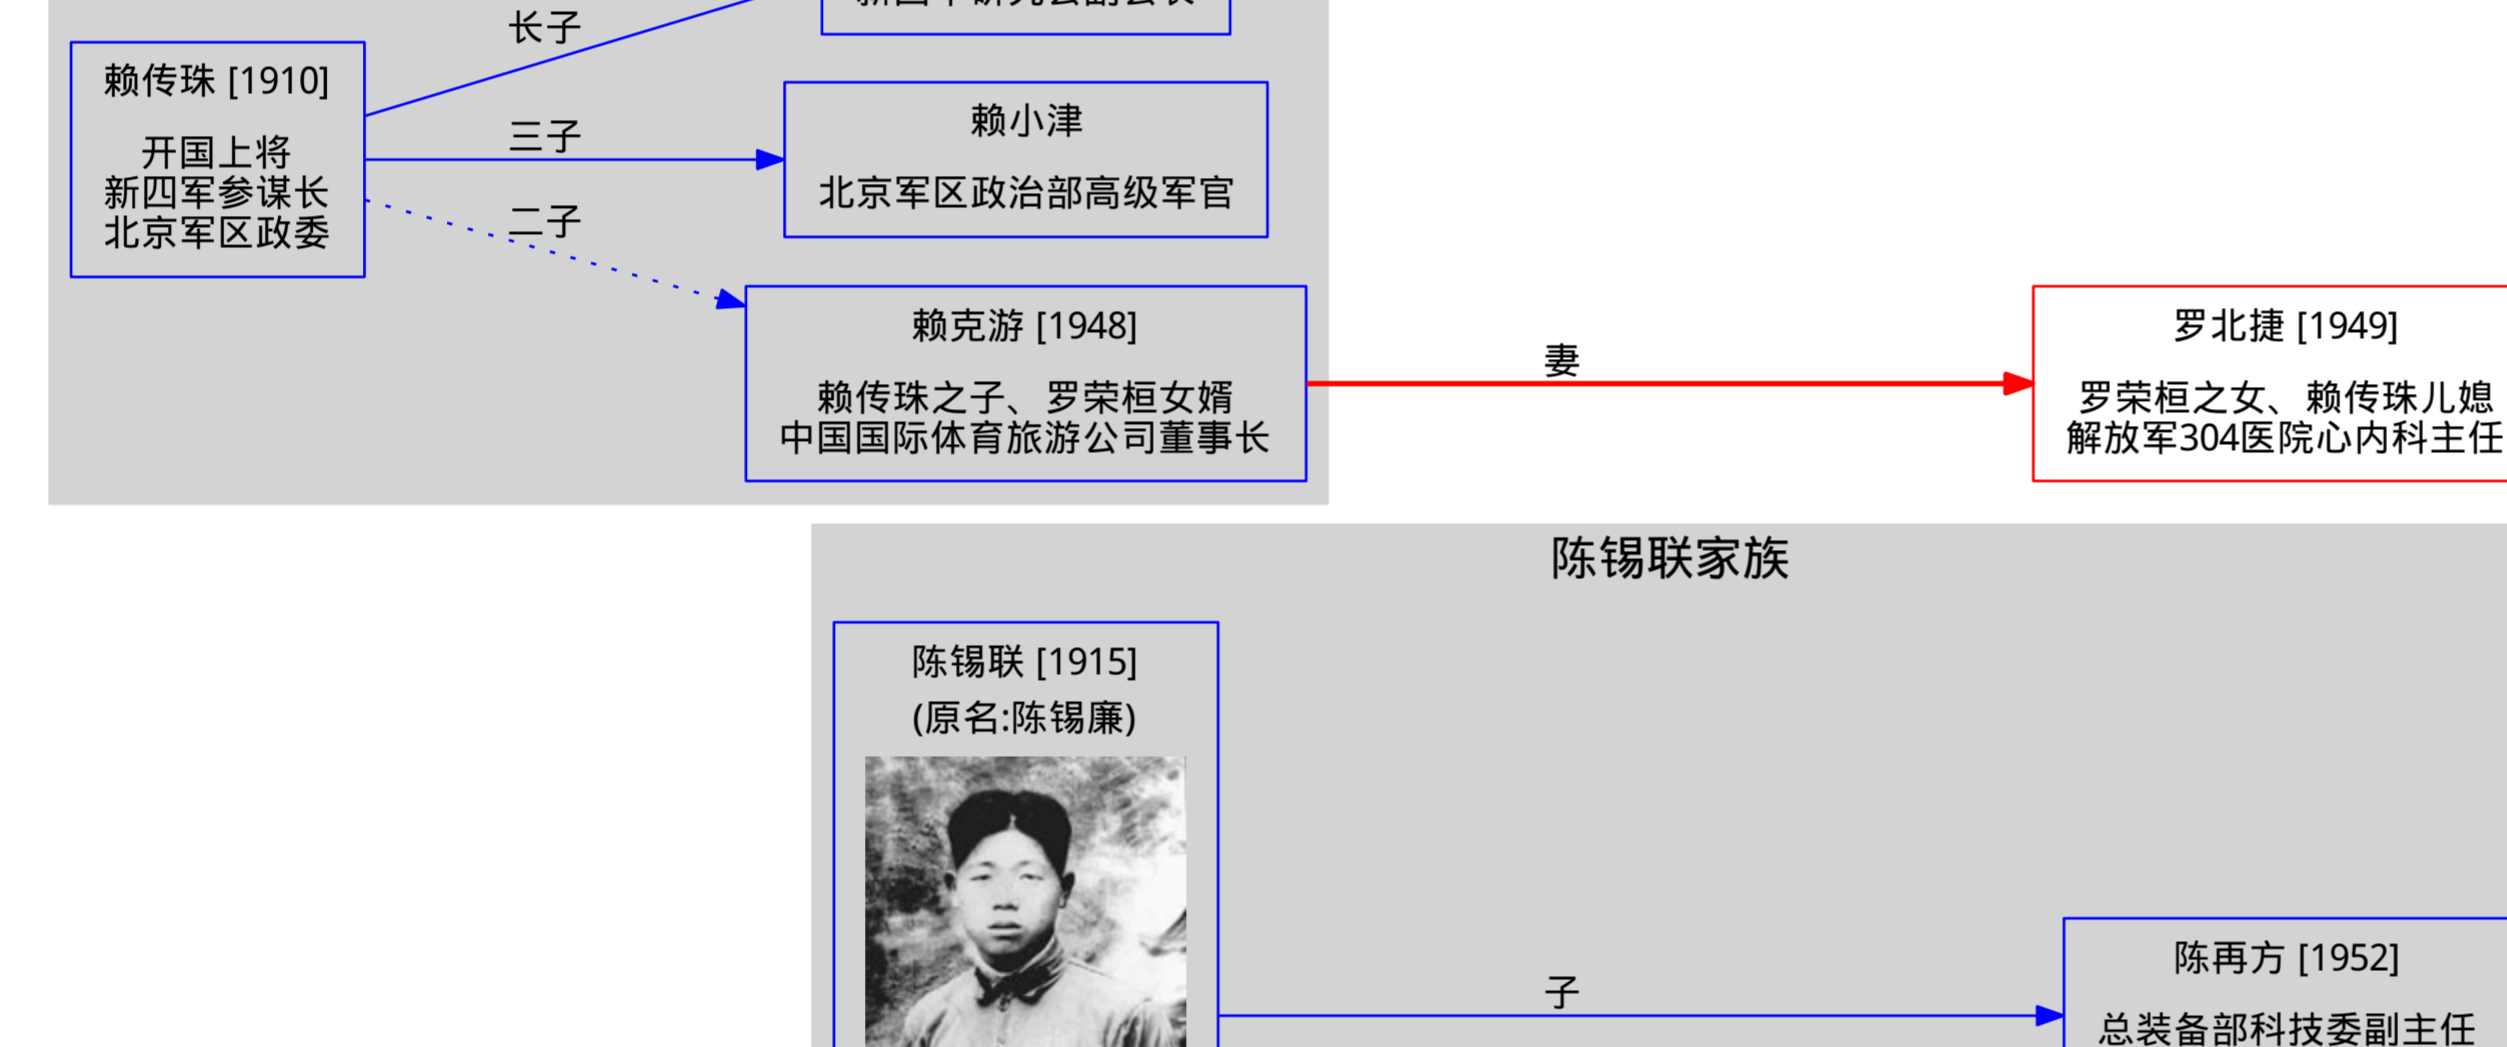 长子
赖传珠 [1910]
开国上将
新四军参谋长
北京军区政委
三子
赖小津
北京军区政治部高级军官
二子
赖克游 [1948]
赖传珠之子、罗荣桓女婿
中国国际体育旅游公司董事长
妻
罗北捷 [1949]
罗荣桓之女、赖传珠儿媳
解放军304医院心内科主任
陈锡联家族
陈锡联 [1915]
(原名:陈锡廉)
子
陈再方 [1952]
总装备部科技委副主任